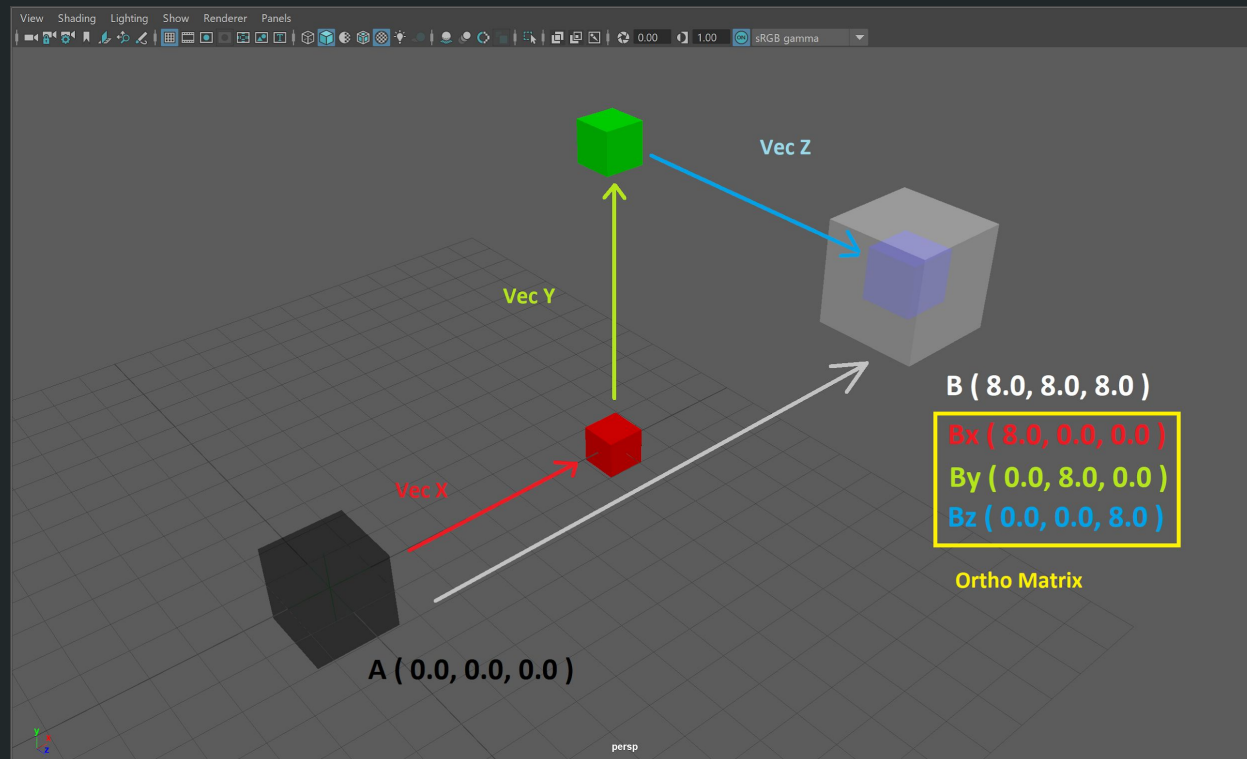 View Shading Lighting Show Renderer Panels
0.00 1.00 ON sRGB gamma
Vec Z
Vec Y
B ( 8.0, 8.0, 8.0 )
Bx ( 8.0, 0.0, 0.0 )
By ( 0.0, 8.0, 0.0 )
Bz ( 0.0, 0.0, 8.0 )
Vec X
Ortho Matrix
A ( 0.0, 0.0, 0.0 )
y
x
z
persp